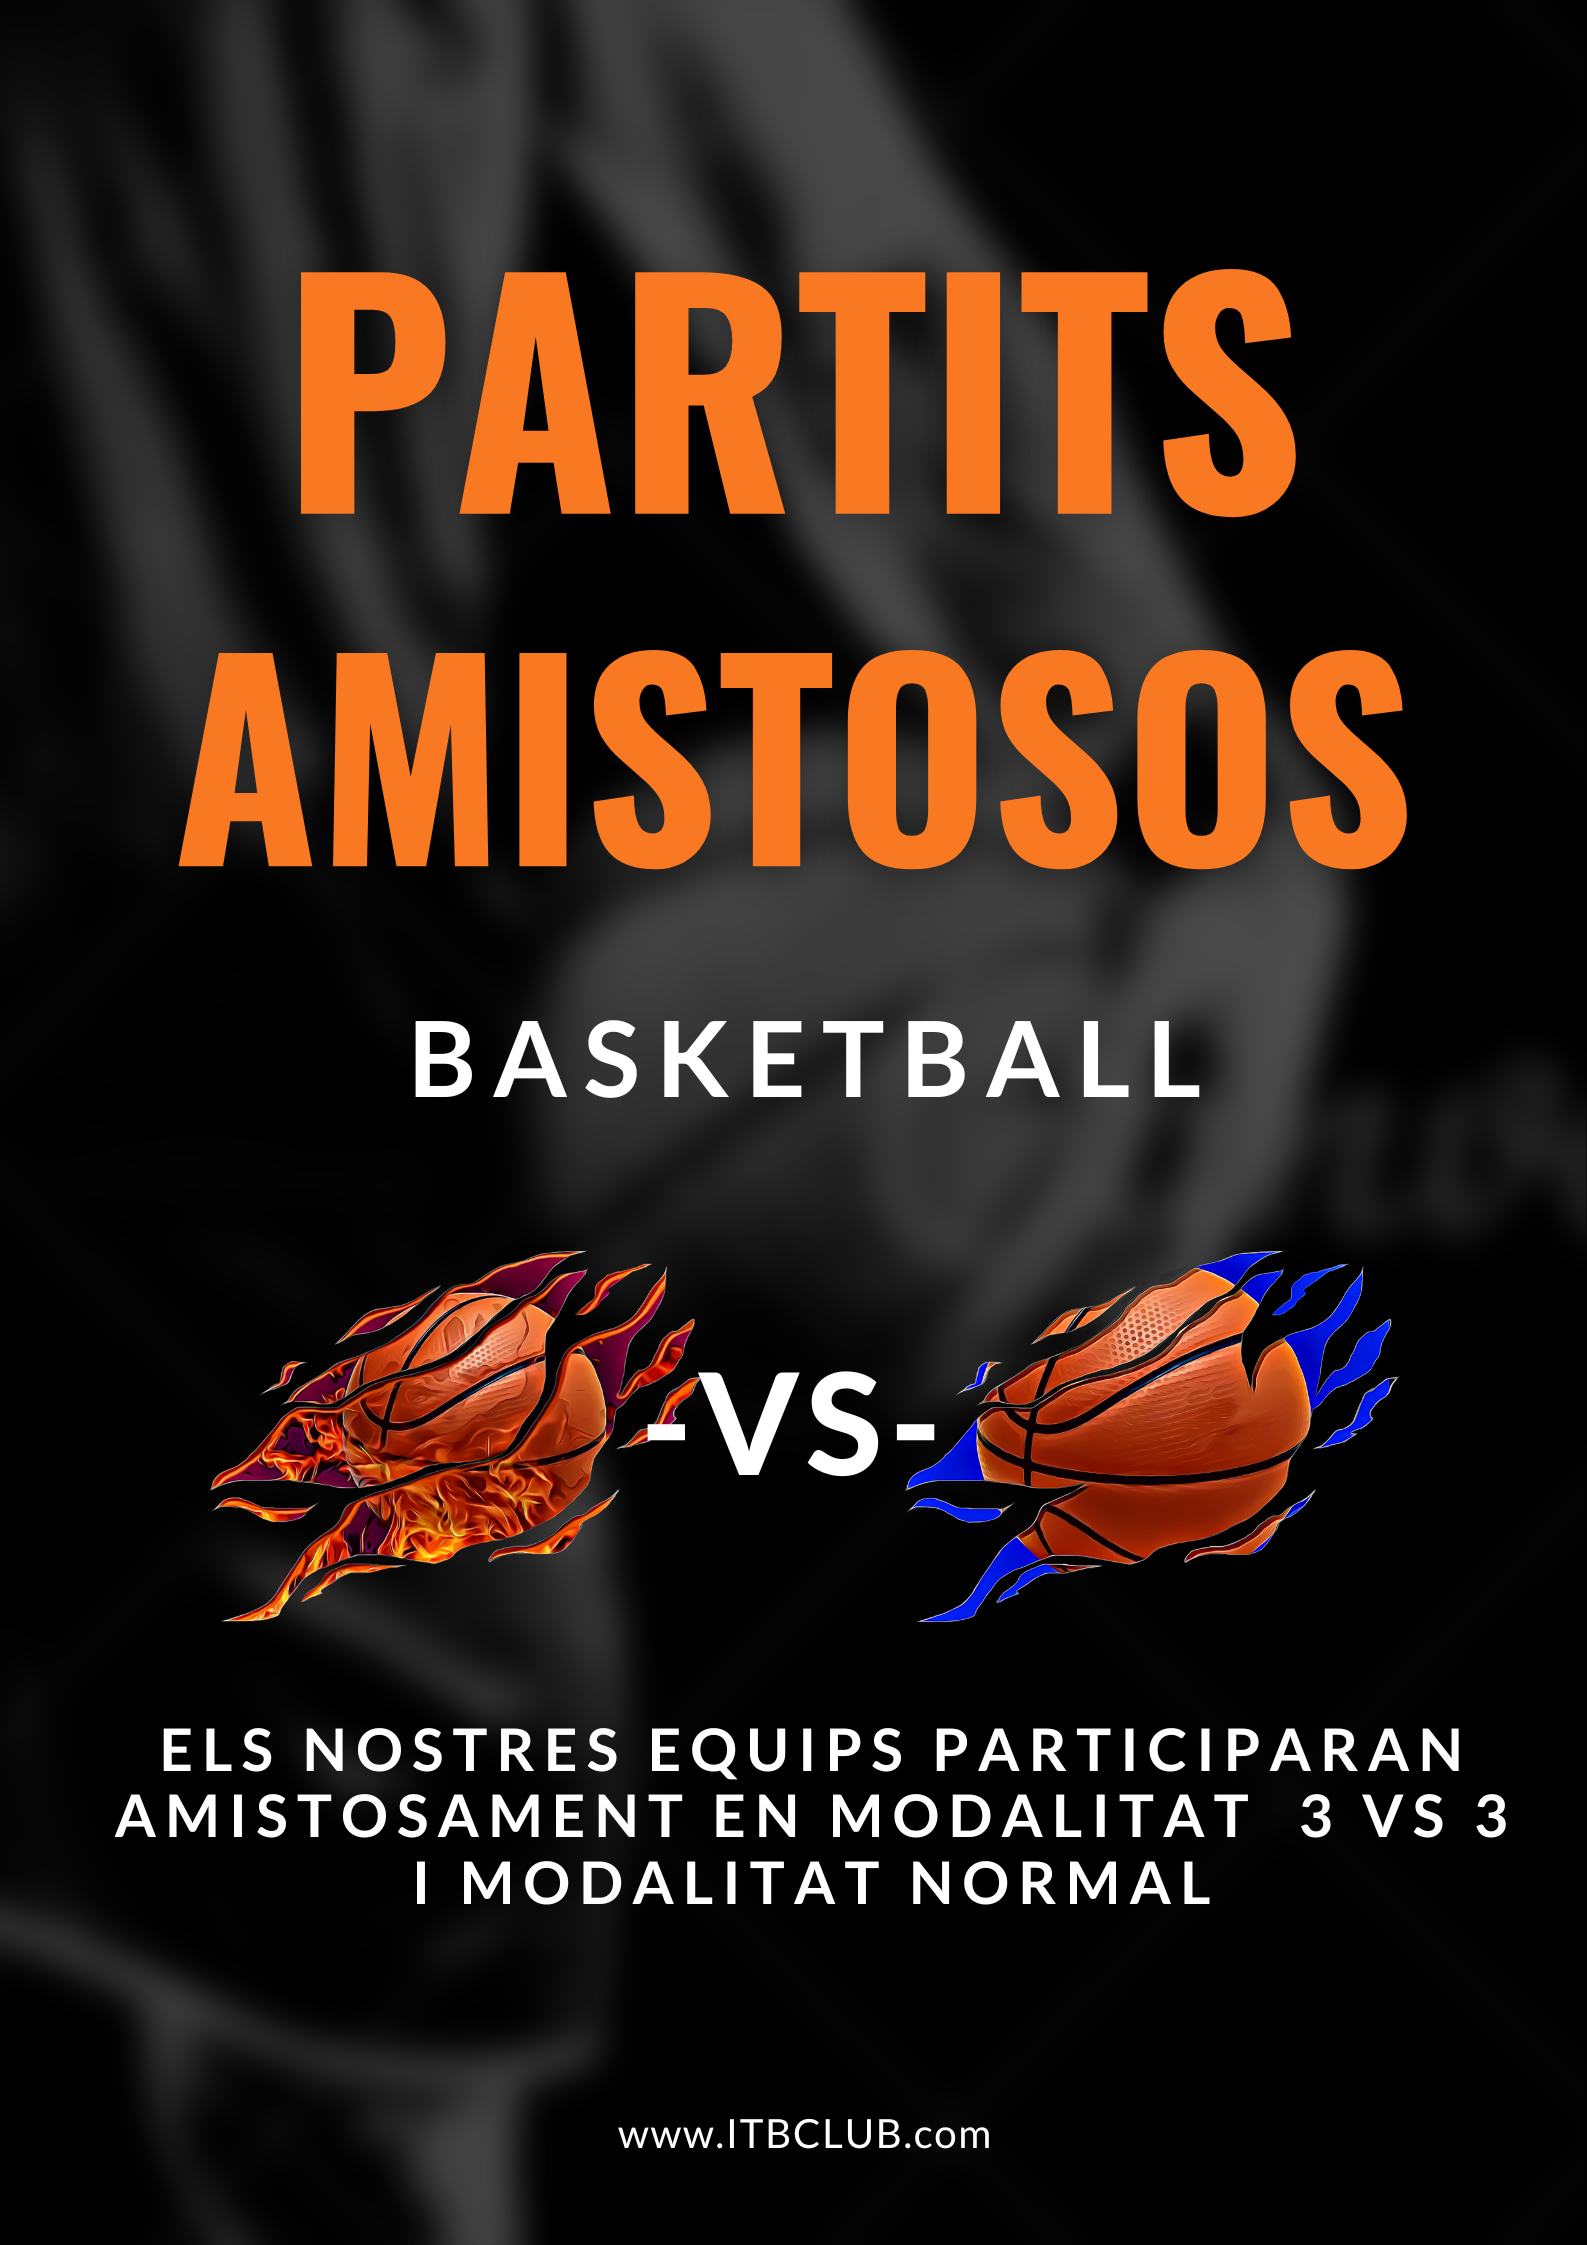 PARTITS
AMISTOSOS
BASKETBALL
-VS-
ELS NOSTRES EQUIPS PARTICIPARAN
AMISTOSAMENT EN MODALITAT 3 VS 3
I MODALITAT NORMAL
www.ITBCLUB.com